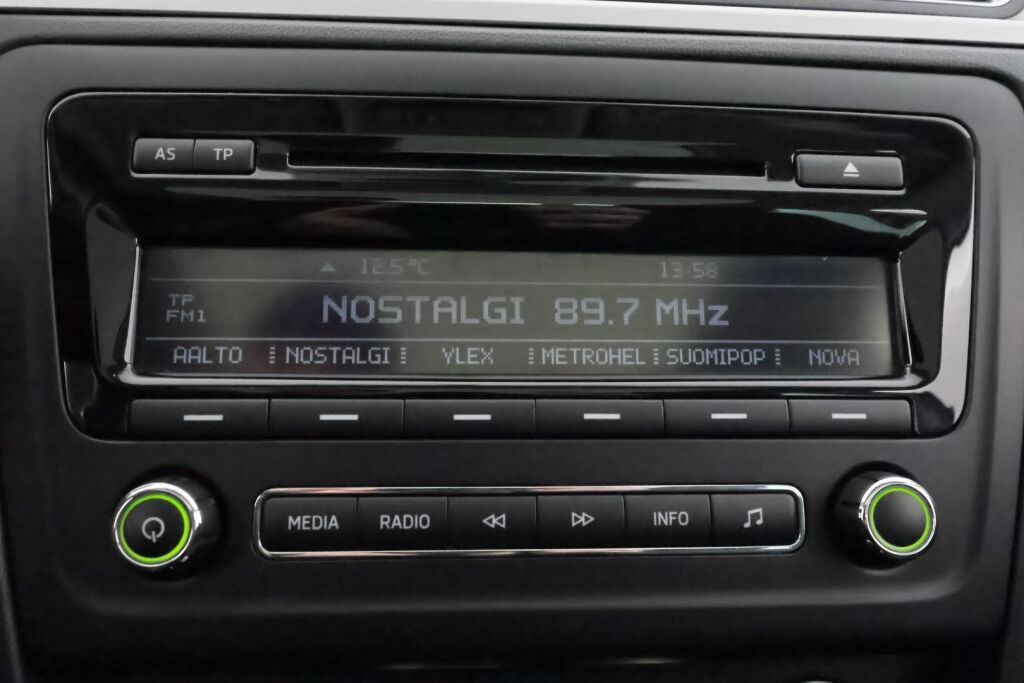 AS TP
12.5°C 13:58
TP
FM1
NOSTALGI 89.7 MHz
AALTO NOSTALGI YLEX METROHEL SUOMIPOP NOVA
MEDIA RADIO INFO